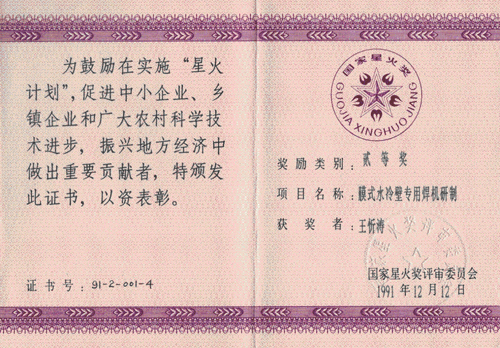 为鼓励在实施“星火
计划”,促进中小企业、乡
镇企业和广大农村科学技
术进步,振兴地方经济中
做出重要贡献者,特颁发
此证书,以资表彰。
证书号:91-2-001-4
国家星火奖
GUOJIA XINGHUO JIANG
奖励类别:贰等奖
项目名称:膜式水冷壁专用焊机研制
获奖者:王忻涛
国家星火奖评审委员会
1991年12月12日